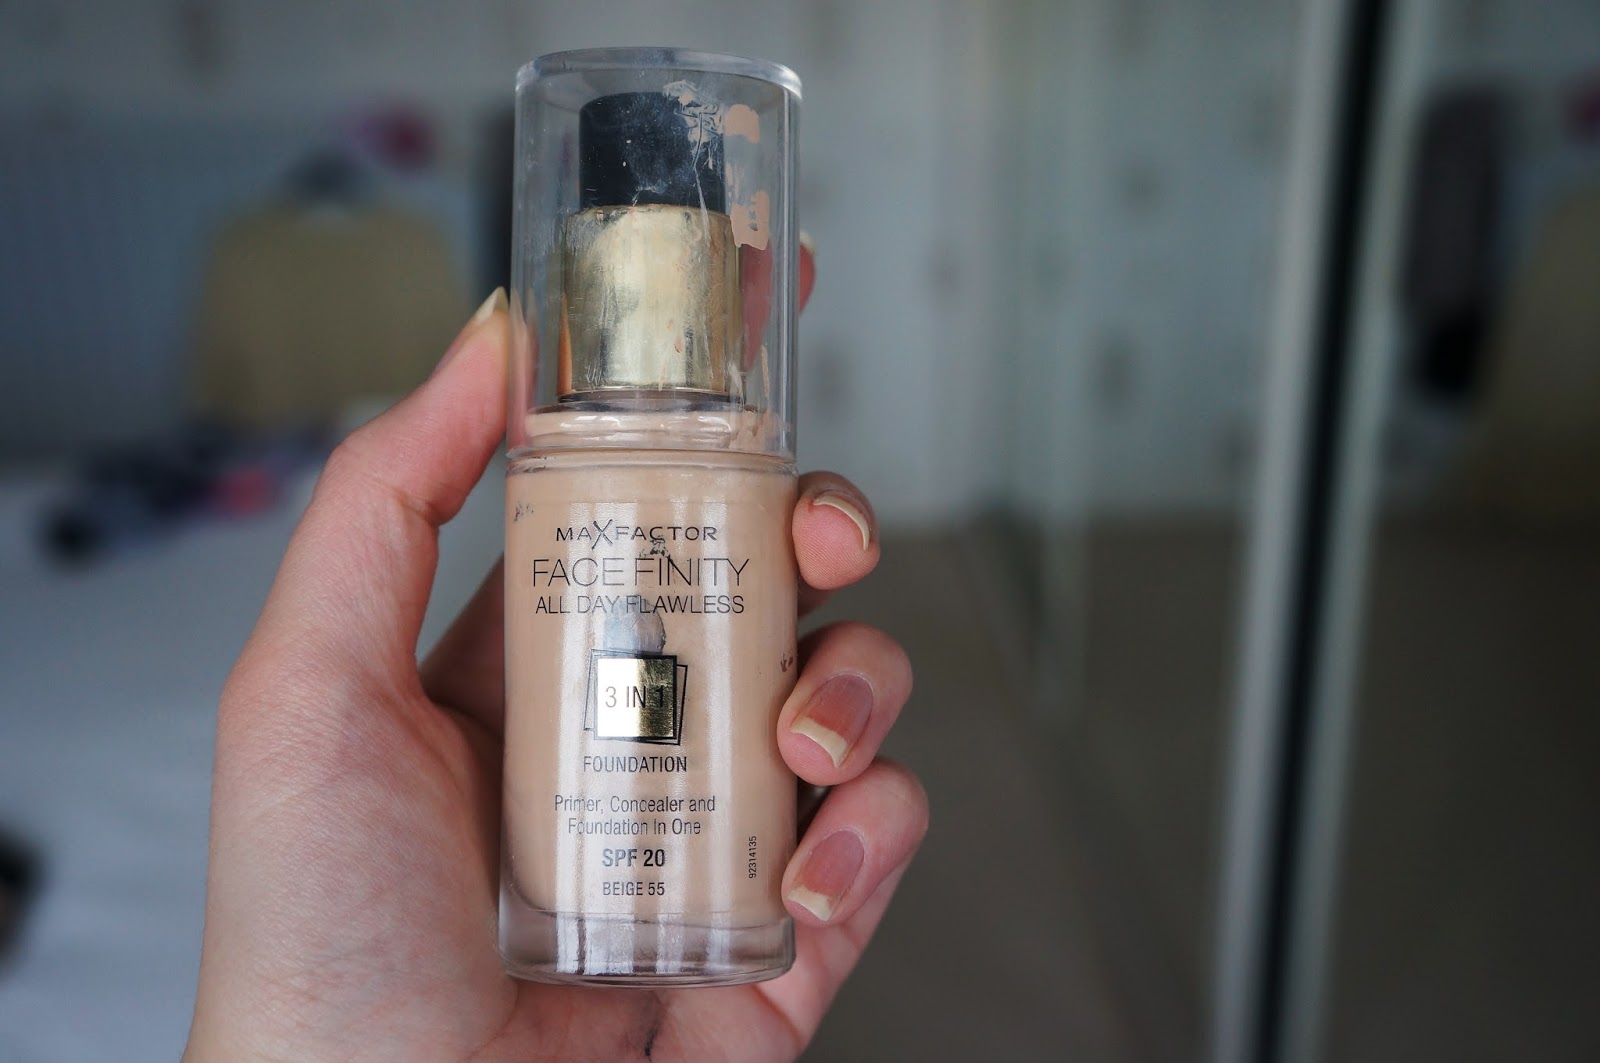 MAXFACTOR
FACE FINITY
ALL DAY FLAWLESS
3 IN 1
FOUNDATION
Primer, Concealer and
Foundation In One
SPF 20
BEIGE 55
92314135